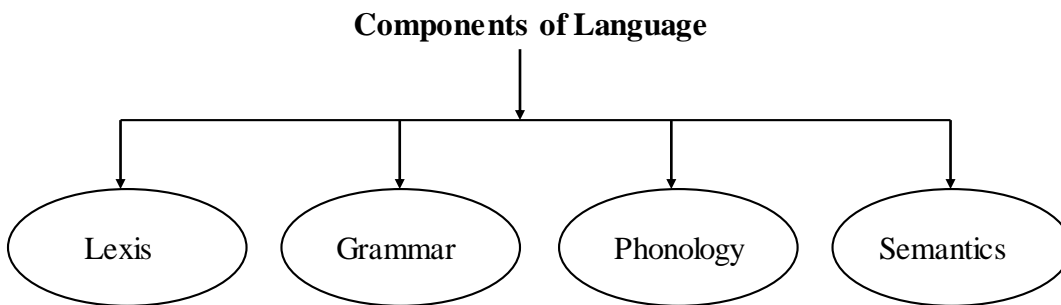 Components of Language
Lexis
Grammar
Phonology
Semantics